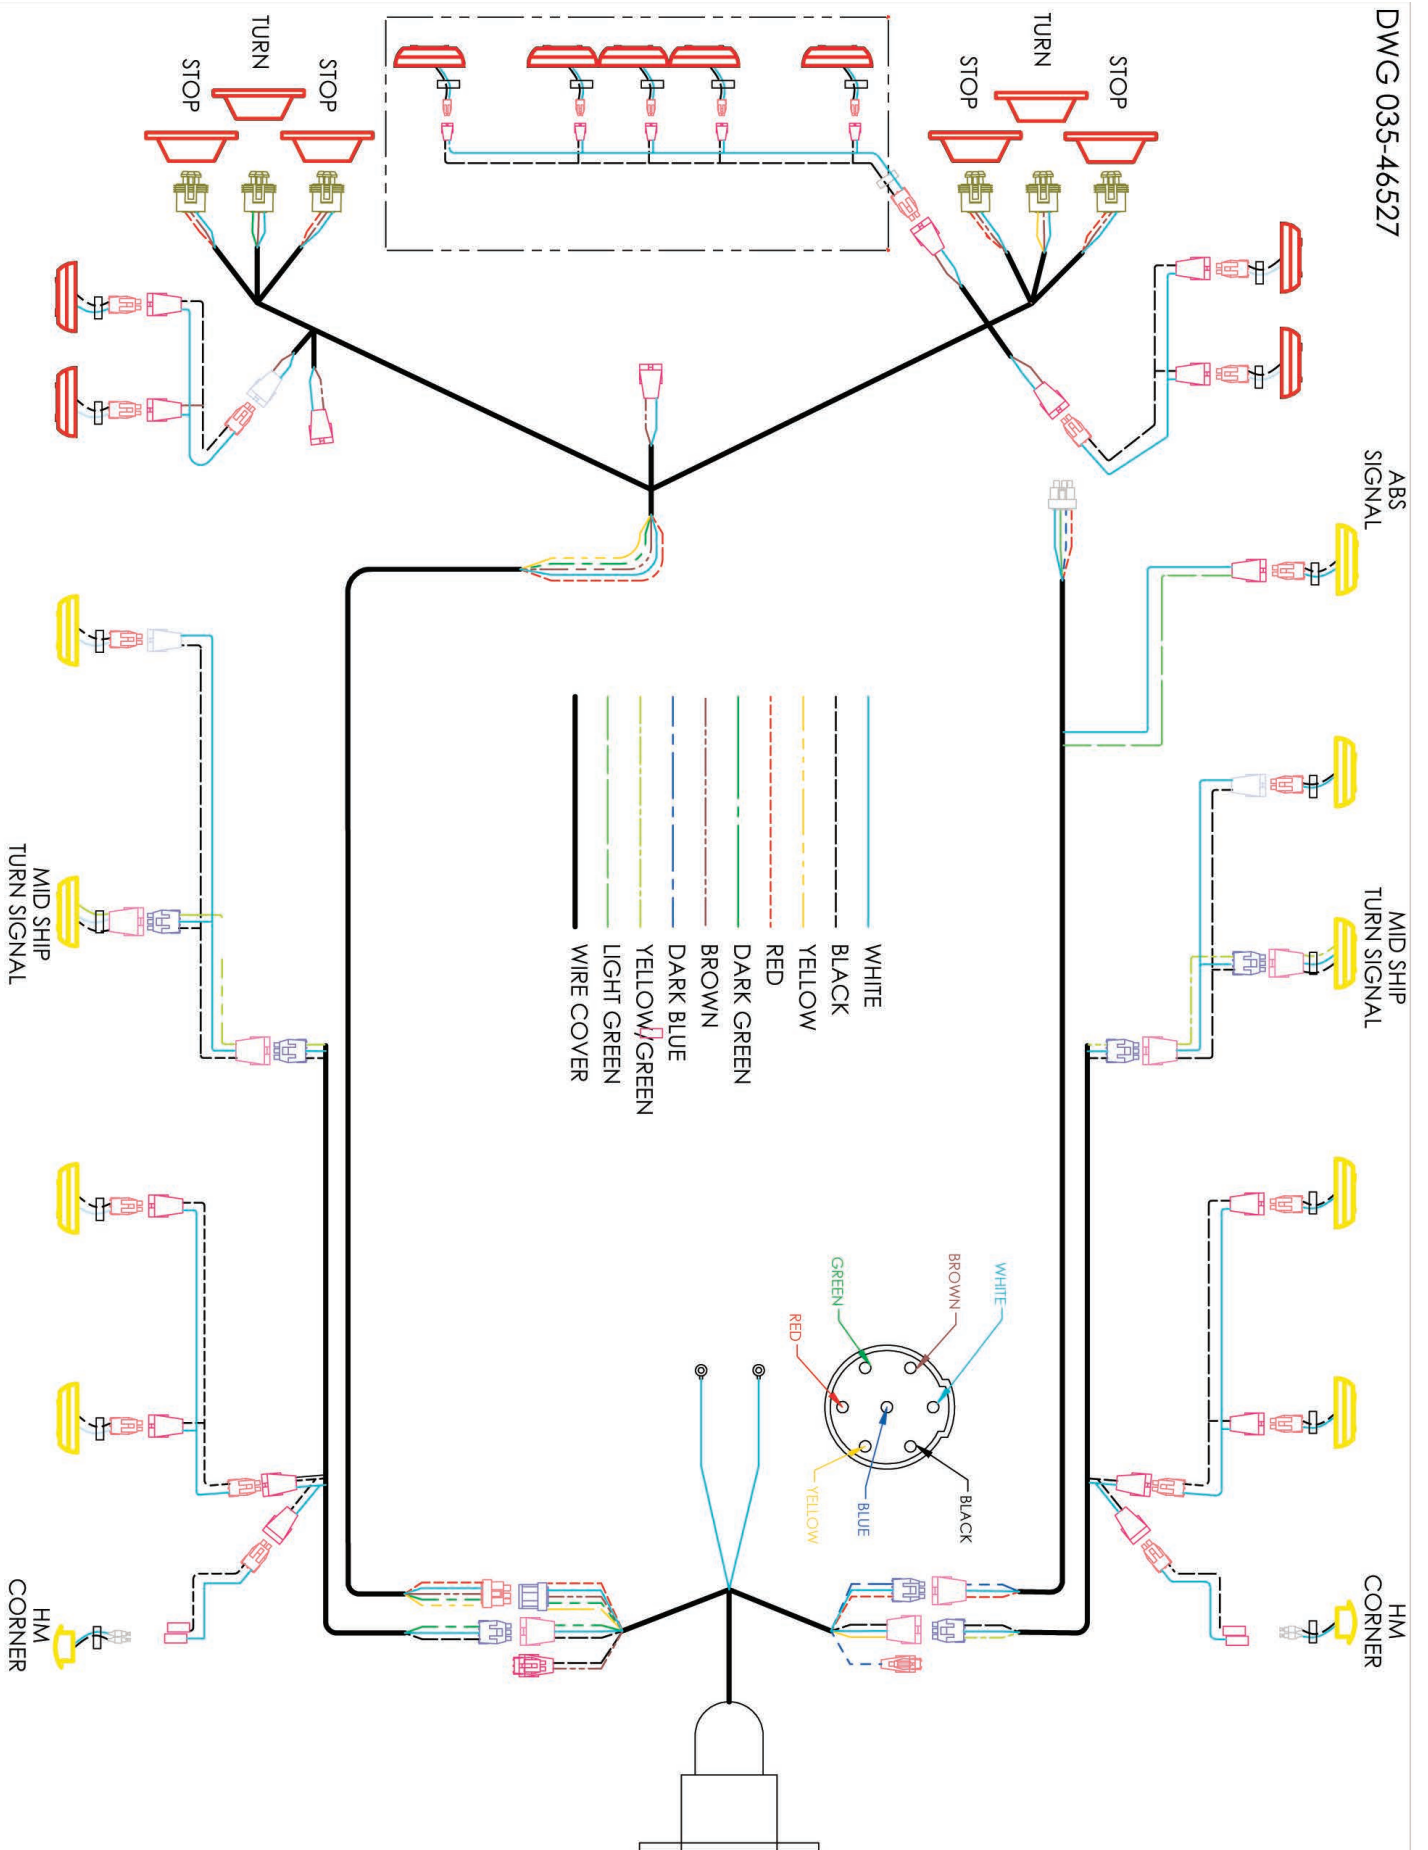 DWG 035-46527
STOP
TURN
STOP
STOP
TURN
STOP
ABS
SIGNAL
MID SHIP
TURN SIGNAL
HM
CORNER
WHITE
BLACK
YELLOW
RED
DARK GREEN
BROWN
DARK BLUE
YELLOW/GREEN
LIGHT GREEN
WIRE COVER
WHITE
BROWN
GREEN
RED
BLACK
BLUE
YELLOW
MID SHIP
TURN SIGNAL
HM
CORNER